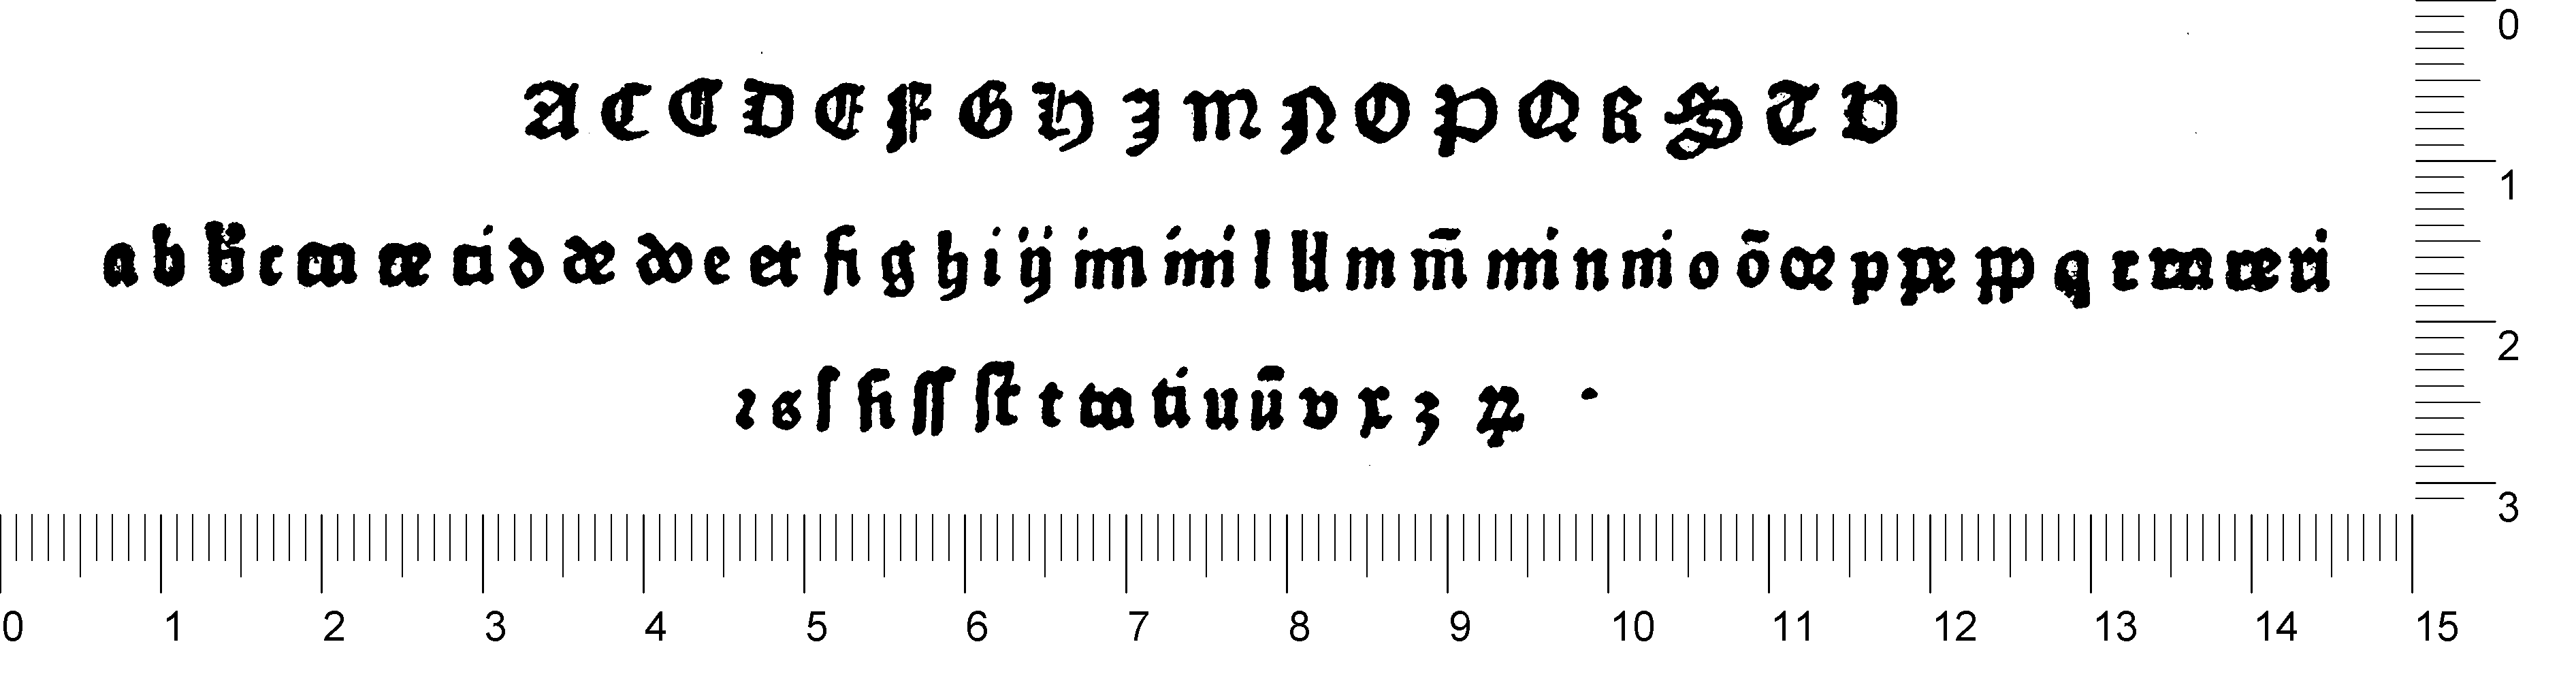 A C C D E F G H I M N O P Q R S T V
0
1
a b b̈ c ca ce ci d de do e et fi g h i ij im imi l ll m m̄ mi n ni o ō oe p pe pp q r ra re ri
2
ꝛ s ſ ſi ſſ ſt t ta ti u ū v x z ꝝ ·
3
0 1 2 3 4 5 6 7 8 9 10 11 12 13 14 15